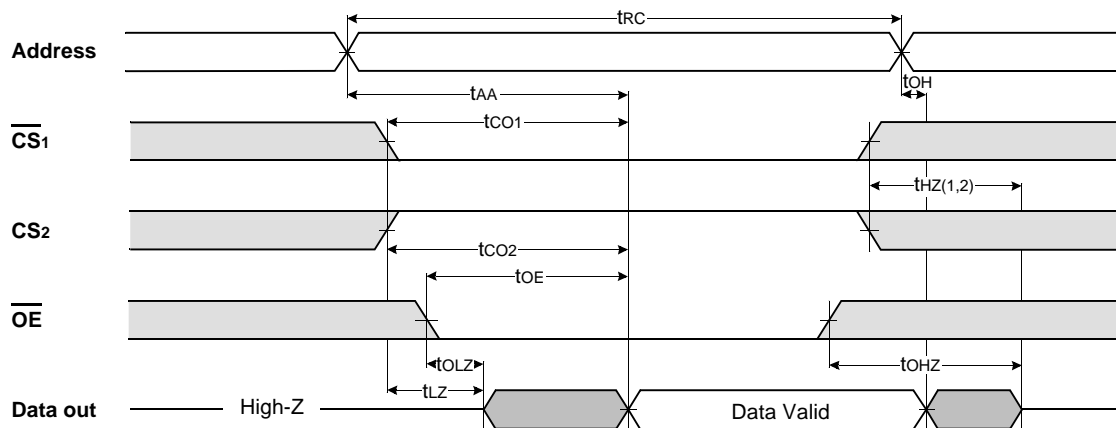 tRC
Address
tOH
tAA
tCO1
CS1
tHZ(1,2)
CS2
tCO2
tOE
OE
tOLZ
tOHZ
tLZ
Data out
High-Z
Data Valid